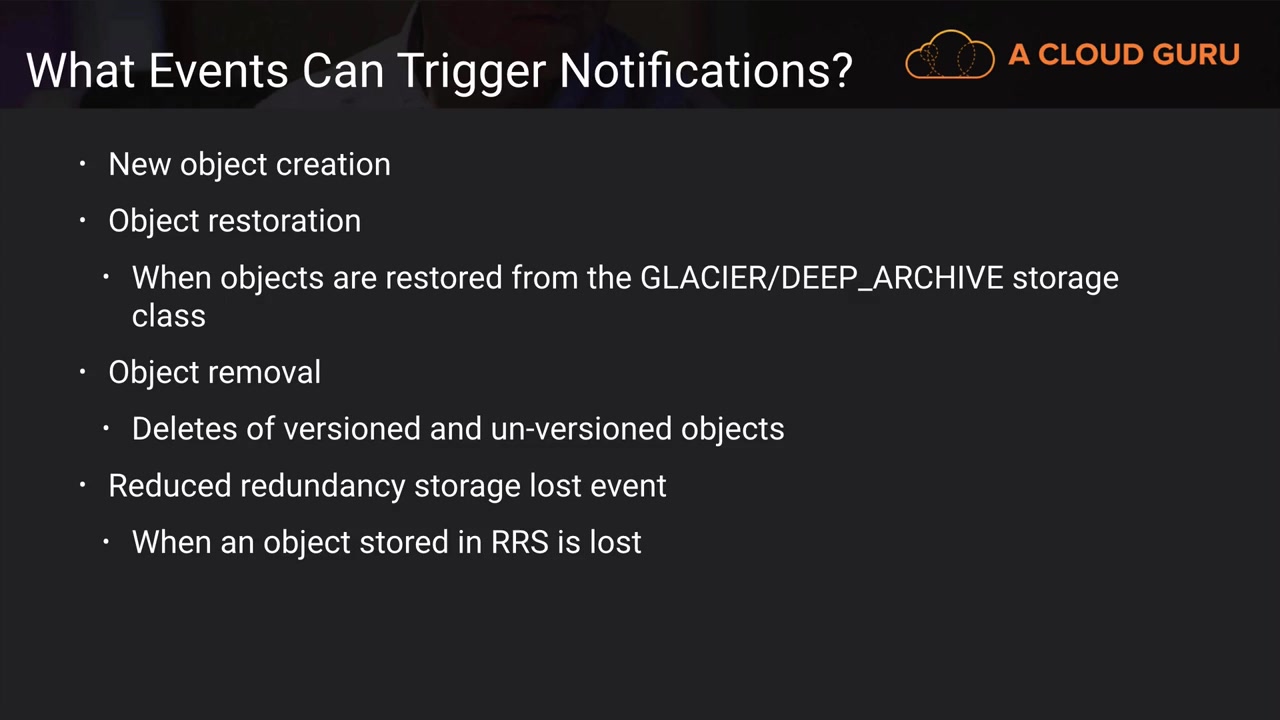 What Events Can Trigger Notifications?
A CLOUD GURU
· New object creation
· Object restoration
· When objects are restored from the GLACIER/DEEP_ARCHIVE storage
class
· Object removal
· Deletes of versioned and un-versioned objects
· Reduced redundancy storage lost event
· When an object stored in RRS is lost